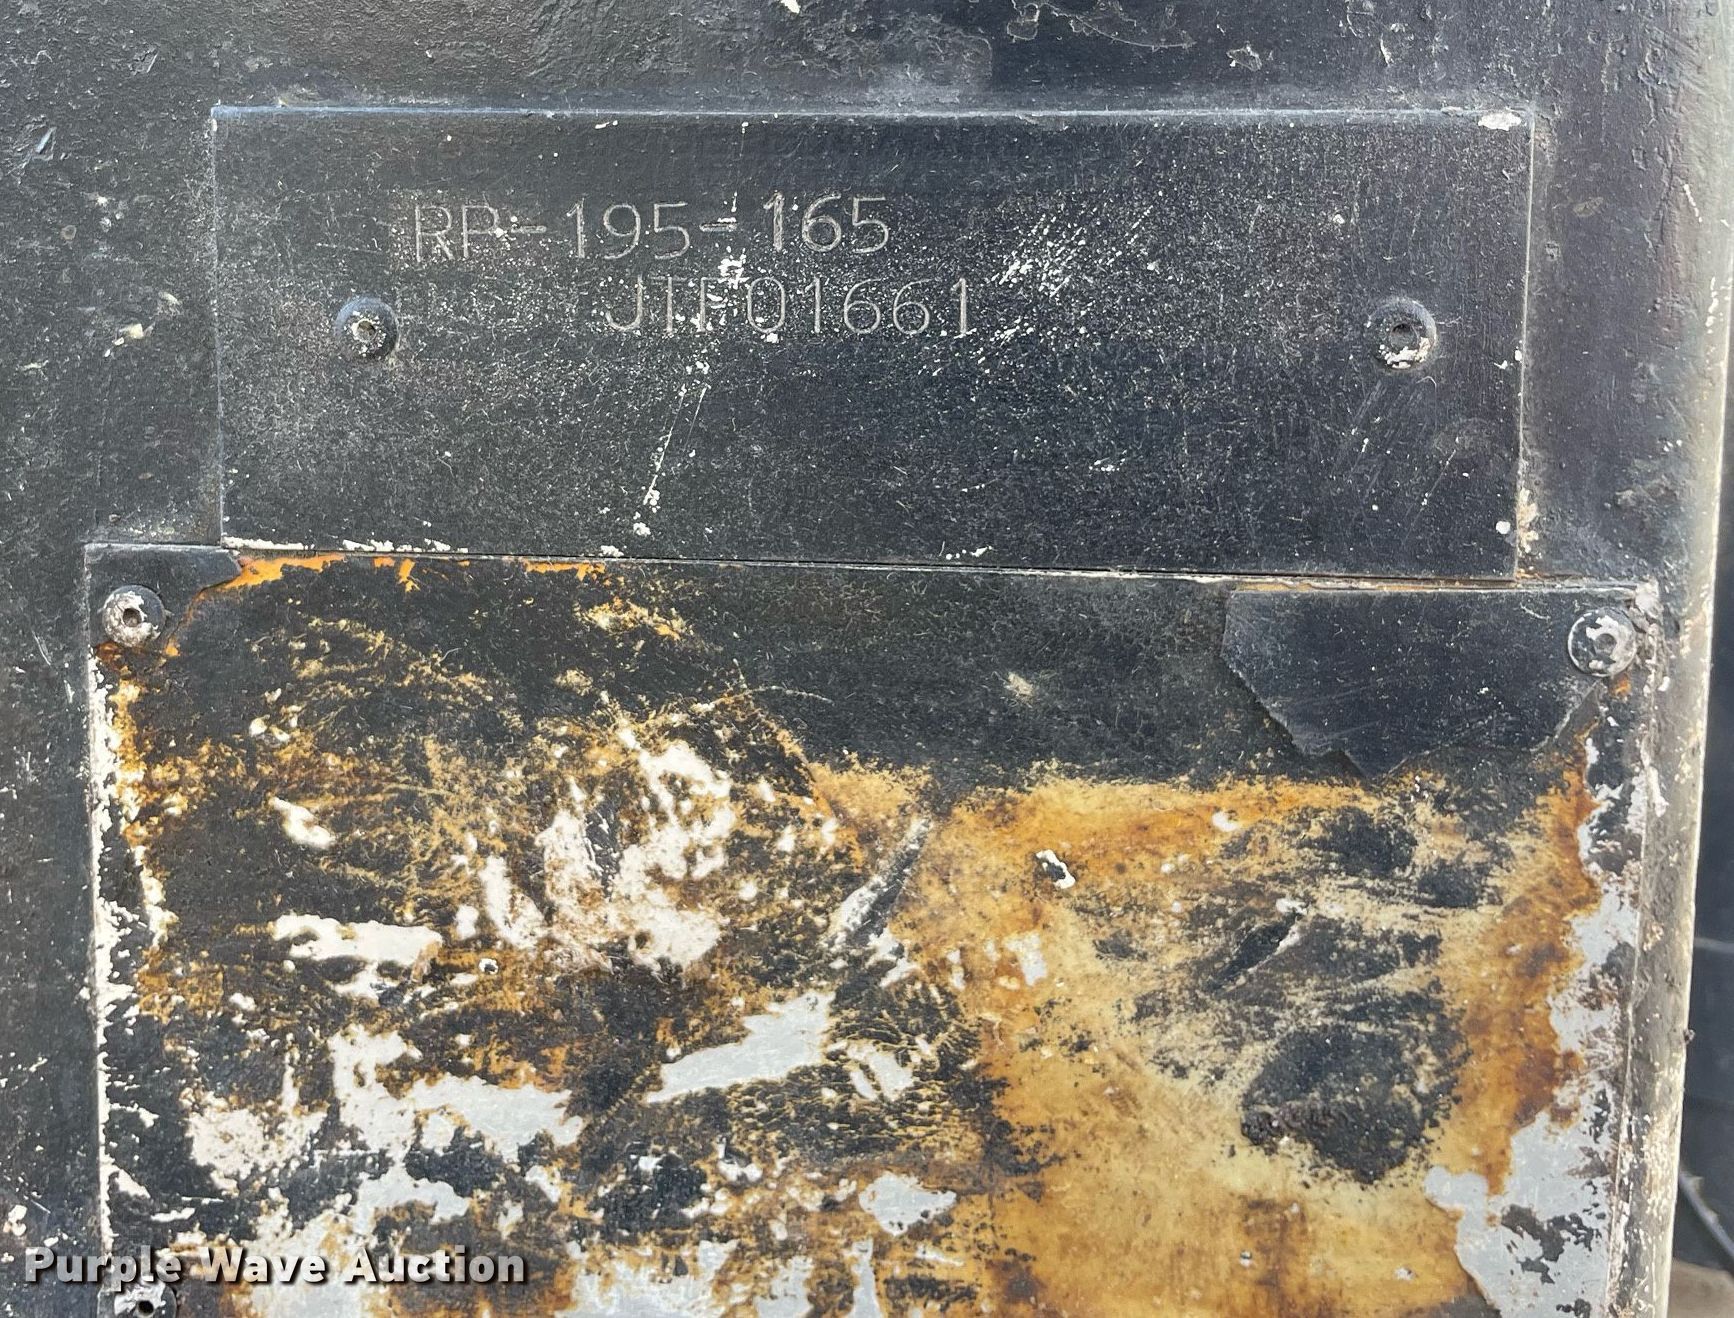 RP-195-165
JTF01661
Purple Wave Auction